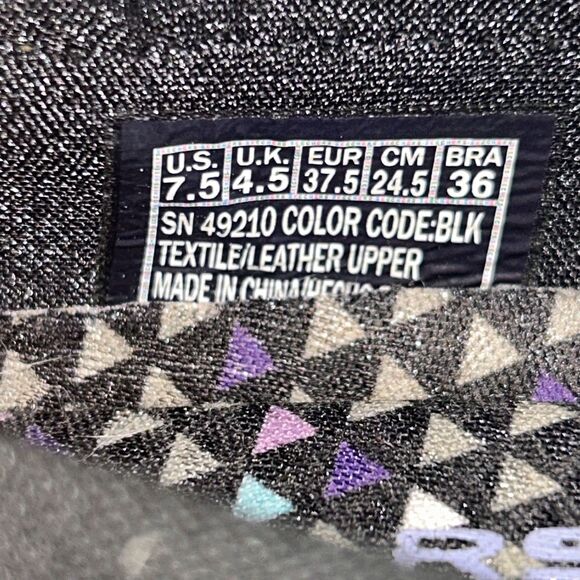 U.S. U.K. EUR CM BRA
7.5 4.5 37.5 24.5 36
SN 49210 COLOR CODE:BLK
TEXTILE/LEATHER UPPER
MADE IN CHINA/HECHO